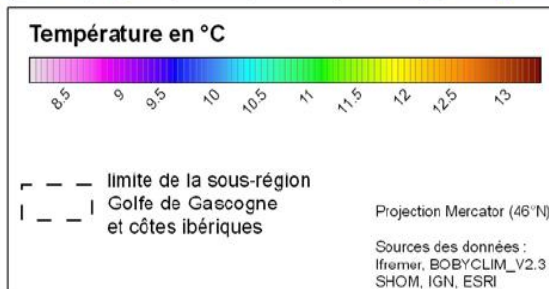 Température en °C
8.5 9 9.5 10 10.5 11 11.5 12 12.5 13
limite de la sous-région
Golfe de Gascogne
et côtes ibériques
Projection Mercator (46°N)
Sources des données :
Ifremer, BOBYCLIM_V2.3
SHOM, IGN, ESRI